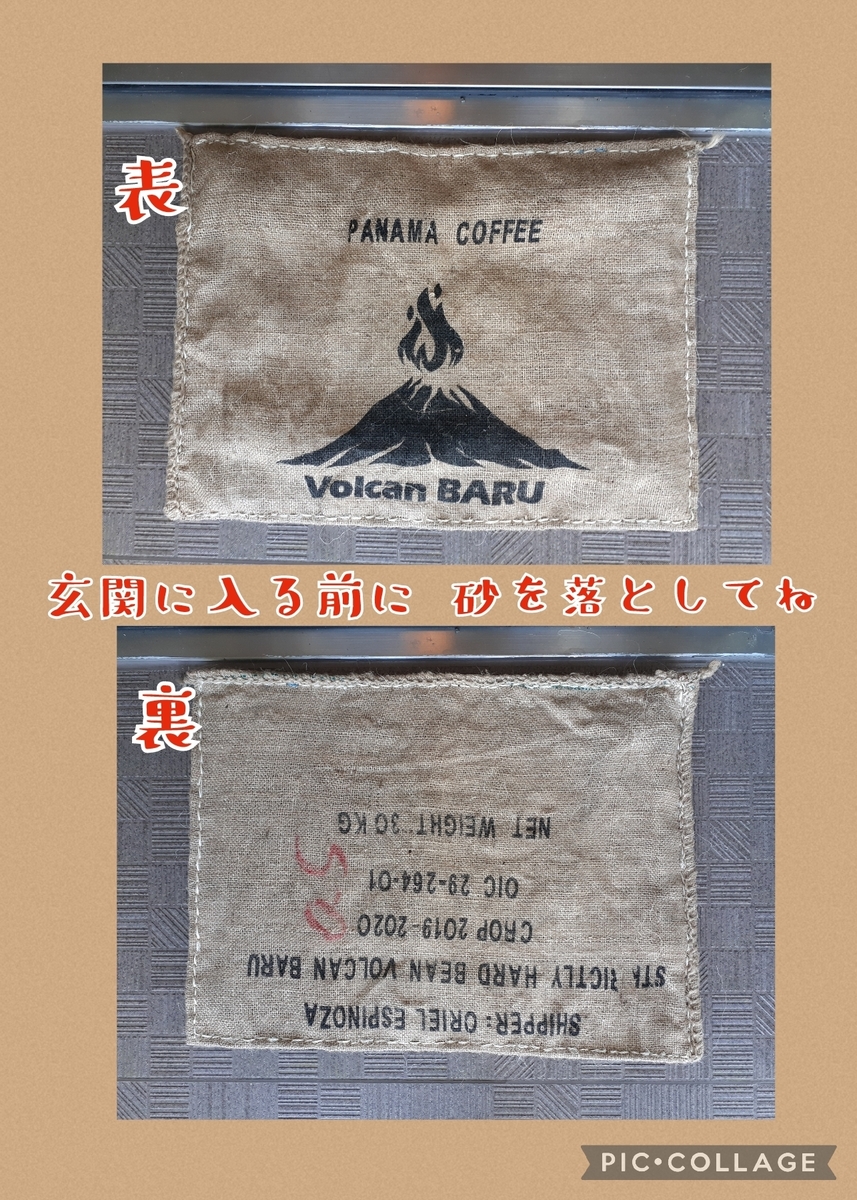 表
PANAMA COFFEE
Volcan BARU
玄関に入る前に 砂を落としてね
裏
SHIPPER: ORIEL ESPINOZA
STRICTLY HARD BEAN VOLCAN BARU
CROP 2019-2020
OIC 29-264-01
NET WEIGHT 30 KG
50
PIC•COLLAGE